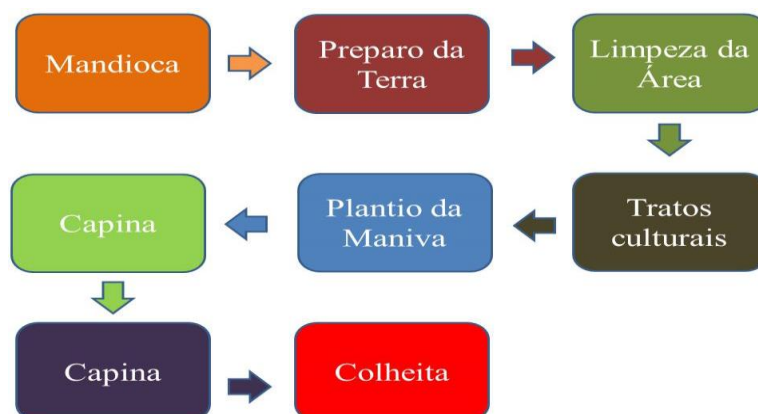 Mandioca
Preparo da
Terra
Limpeza da
Área
Tratos
culturais
Plantio da
Maniva
Capina
Capina
Colheita